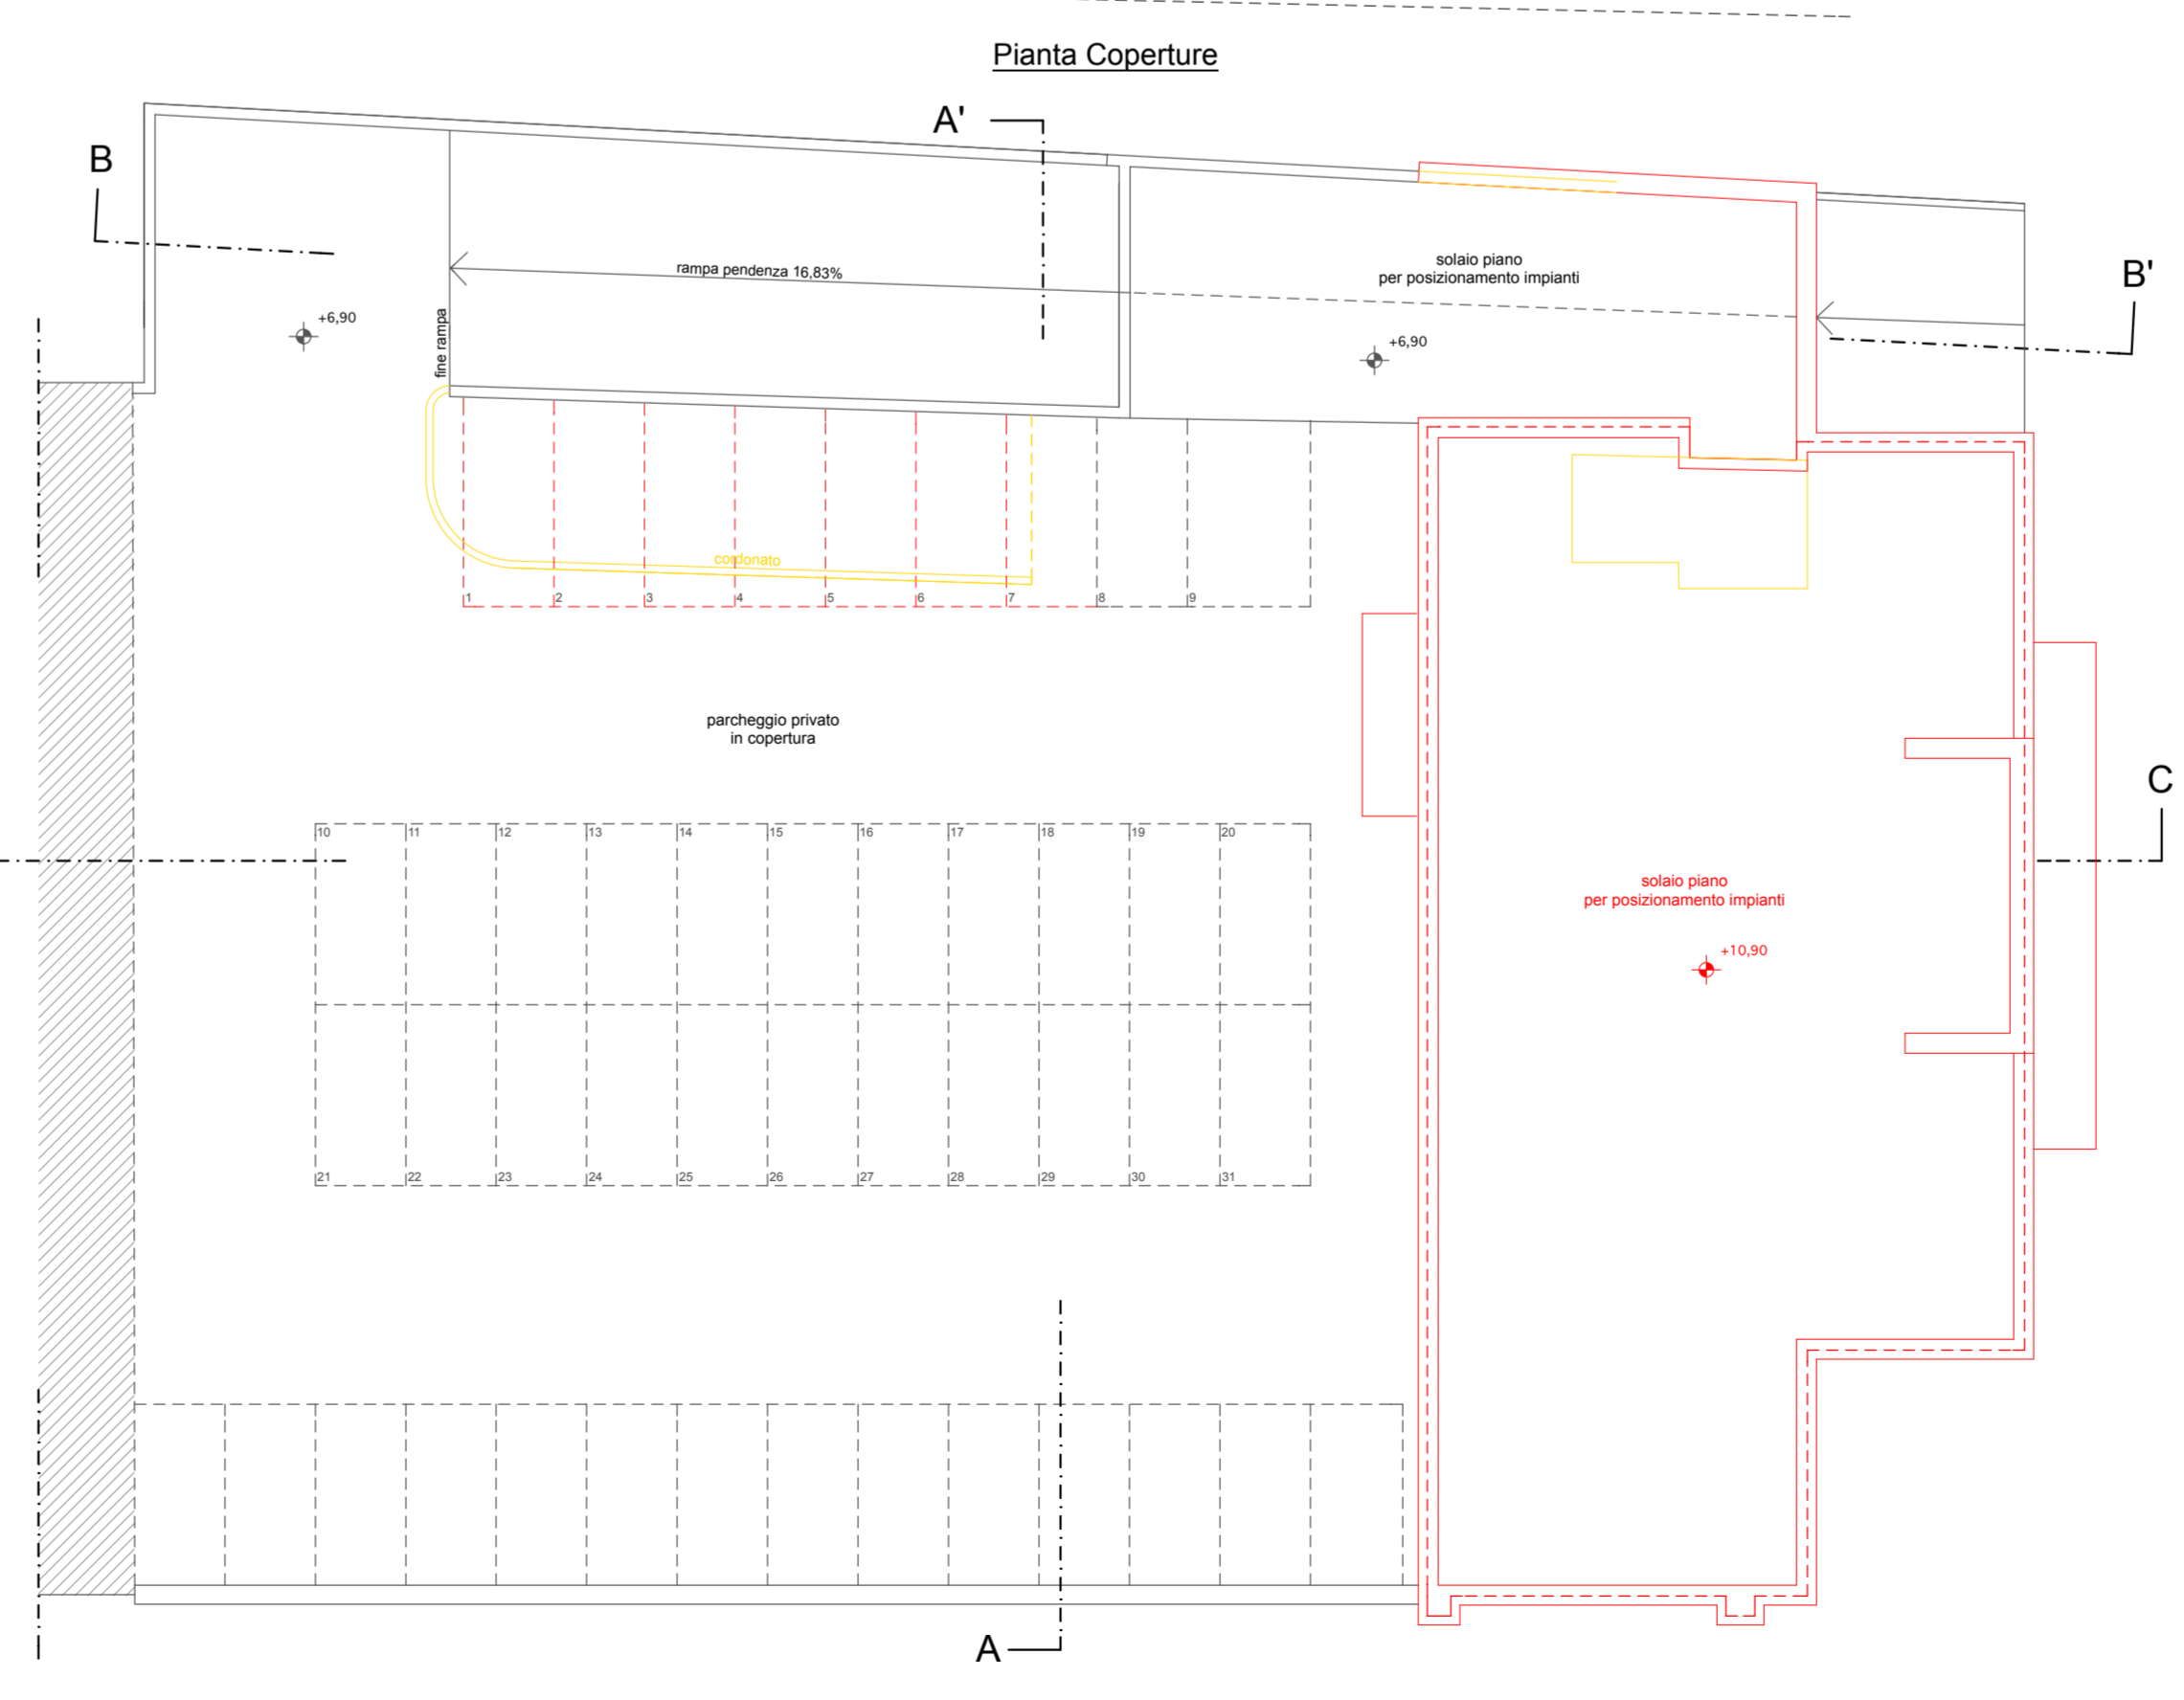 Pianta Coperture
A'
B
B'
rampa pendenza 16,83%
solaio piano
per posizionamento impianti
+6,90
+6,90
fine rampa
cordonato
1 2 3 4 5 6 7 8 9
parcheggio privato
in copertura
C
10 11 12 13 14 15 16 17 18 19 20
solaio piano
per posizionamento impianti
+10,90
21 22 23 24 25 26 27 28 29 30 31
A